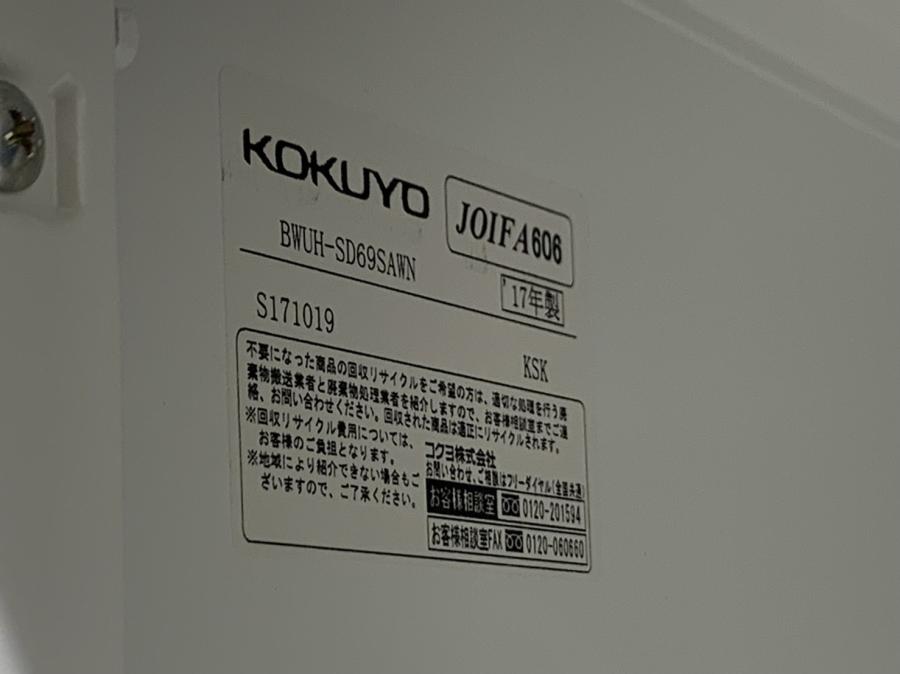 KOKUYO
JOIFA606
BWUH-SD69SAWN
'17年製
S171019
KSK
不要になった商品の回収リサイクルをご希望の方は、適切な処理を行う廃
棄物搬送業者と廃棄物処理業者を紹介しますので、お客様相談室までご連
絡、お問い合わせください。回収された商品は適正にリサイクルされます。
※回収リサイクル費用については、
お客様のご負担となります。
※地域により紹介できない場合もご
ざいますので、ご了承ください。
コクヨ株式会社
お問い合わせ、ご相談はフリーダイヤル(全国共通)
お客様相談室 0120-201594
お客様相談室FAX 0120-060660